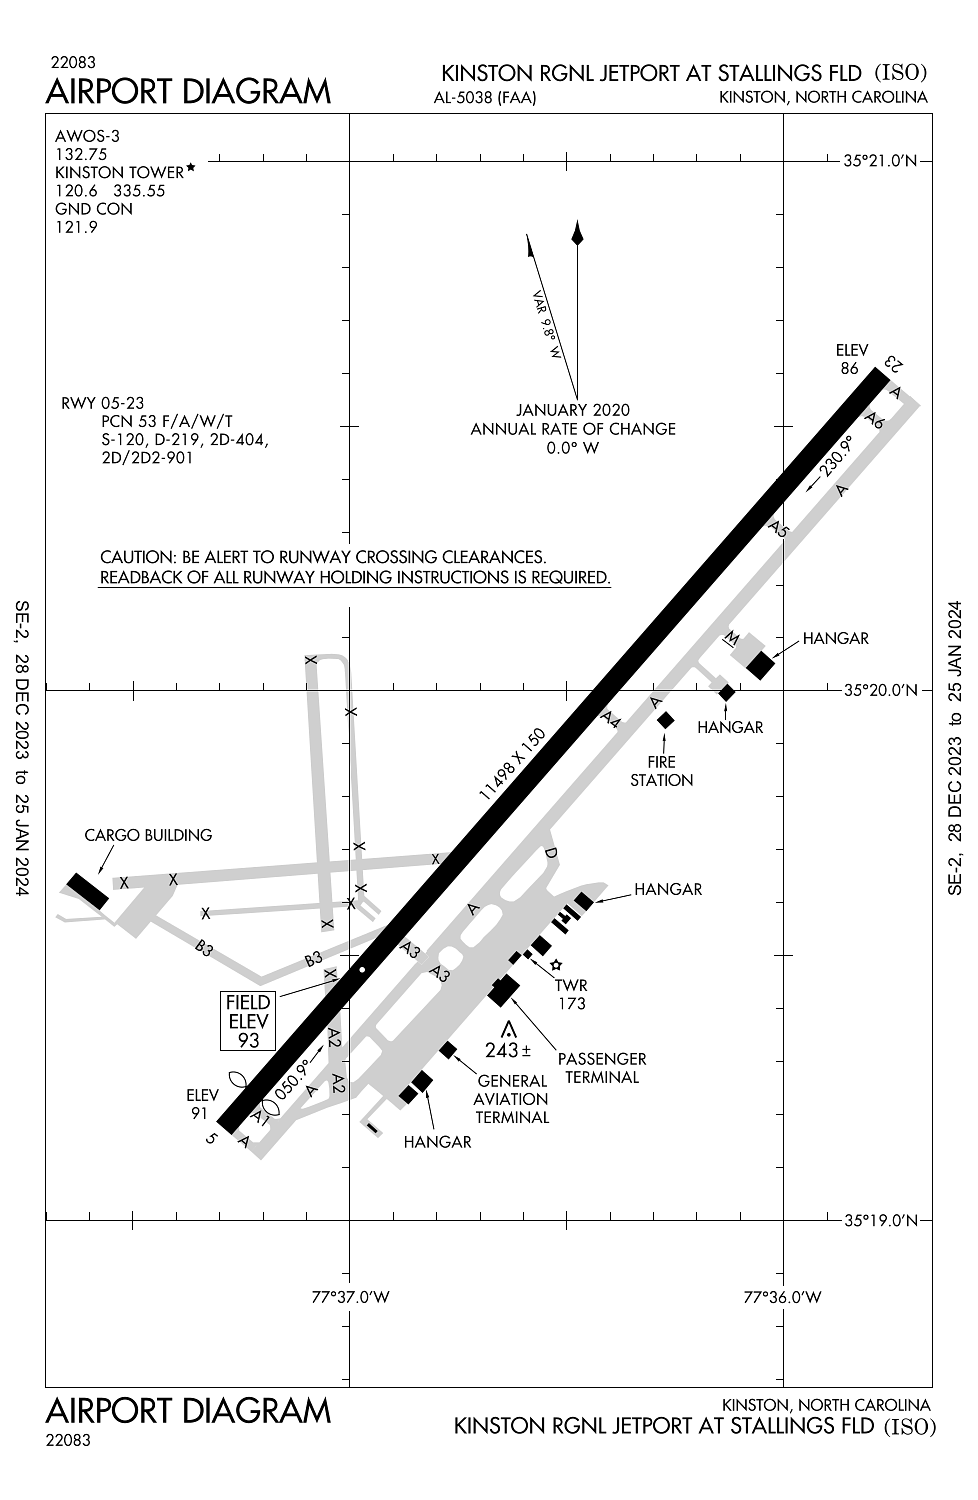 22083
AIRPORT DIAGRAM
KINSTON RGNL JETPORT AT STALLINGS FLD (ISO)
AL-5038 (FAA)
KINSTON, NORTH CAROLINA
AWOS-3
132.75
KINSTON TOWER★
120.6 335.55
GND CON
121.9
35°21.0'N
VAR 9.8° W
JANUARY 2020
ANNUAL RATE OF CHANGE
0.0° W
ELEV
86
23
A
A6
230.9°
A
A5
RWY 05-23
PCN 53 F/A/W/T
S-120, D-219, 2D-404,
2D/2D2-901
CAUTION: BE ALERT TO RUNWAY CROSSING CLEARANCES.
READBACK OF ALL RUNWAY HOLDING INSTRUCTIONS IS REQUIRED.
SE-2, 28 DEC 2023 to 25 JAN 2024
SE-2, 28 DEC 2023 to 25 JAN 2024
M
HANGAR
X
35°20.0'N
A
A4
X
HANGAR
FIRE
STATION
11498 X 150
CARGO BUILDING
X
X
D
X
X
X
HANGAR
X
X
A
X
B3
B3
A3
A3
X
TWR
173
FIELD
ELEV
93
A2
243±
PASSENGER
TERMINAL
050.9°
A
A2
GENERAL
AVIATION
TERMINAL
ELEV
91
A1
5
A
HANGAR
35°19.0'N
77°37.0'W
77°36.0'W
AIRPORT DIAGRAM
22083
KINSTON, NORTH CAROLINA
KINSTON RGNL JETPORT AT STALLINGS FLD (ISO)